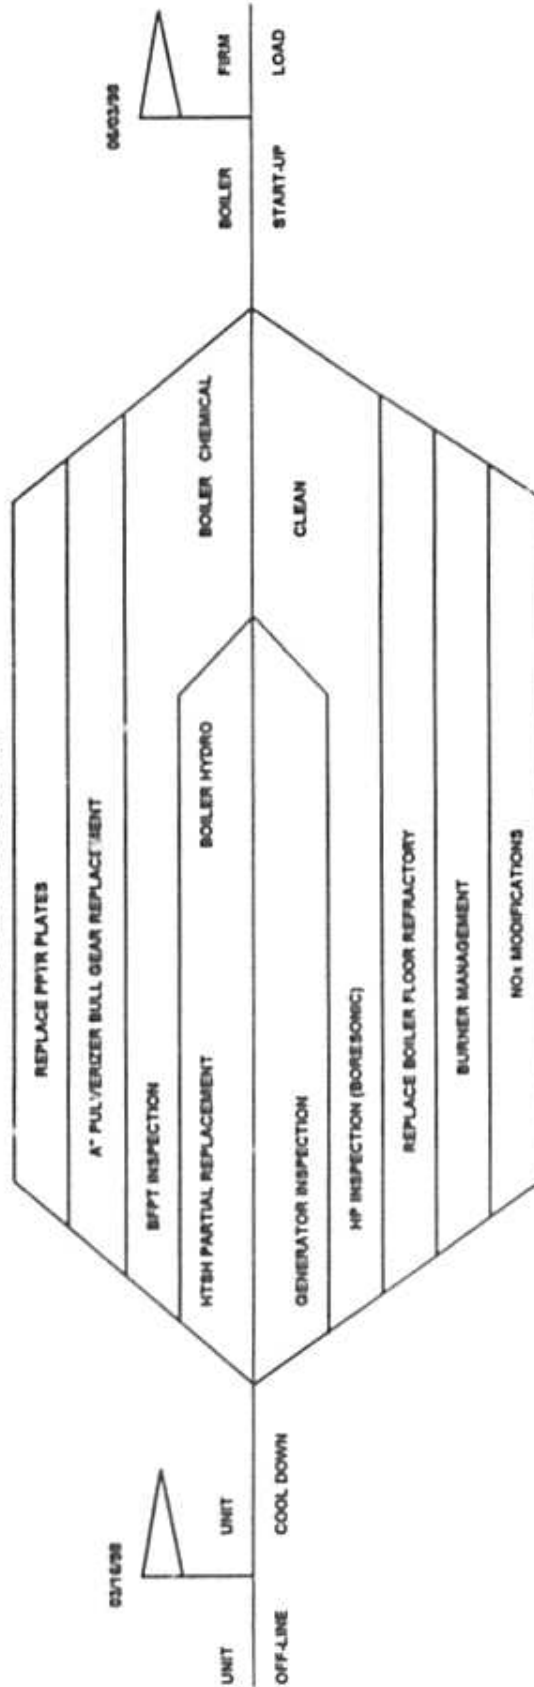 03/16/98
06/03/98
UNIT
OFF-LINE
UNIT
COOL DOWN
REPLACE PPTR PLATES
PULVERIZER BULL GEAR REPLACEMENT
BFPT INSPECTION
HTSH PARTIAL REPLACEMENT
BOILER HYDRO
BOILER CHEMICAL
CLEAN
GENERATOR INSPECTION
HP INSPECTION (BORESONIC)
REPLACE BOILER FLOOR REFRACTORY
BURNER MANAGEMENT
NOx MODIFICATIONS
BOILER
START-UP
FIRM
LOAD